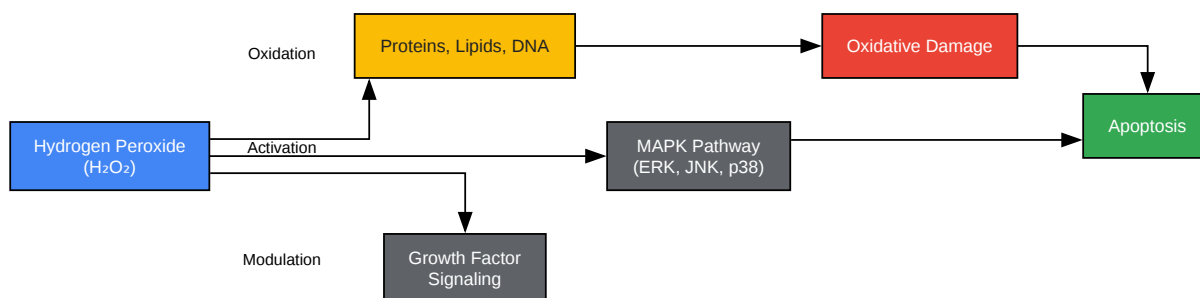 Oxidation
Proteins, Lipids, DNA
Oxidative Damage
Hydrogen Peroxide
(H₂O₂)
Activation
MAPK Pathway
(ERK, JNK, p38)
Apoptosis
Modulation
Growth Factor
Signaling